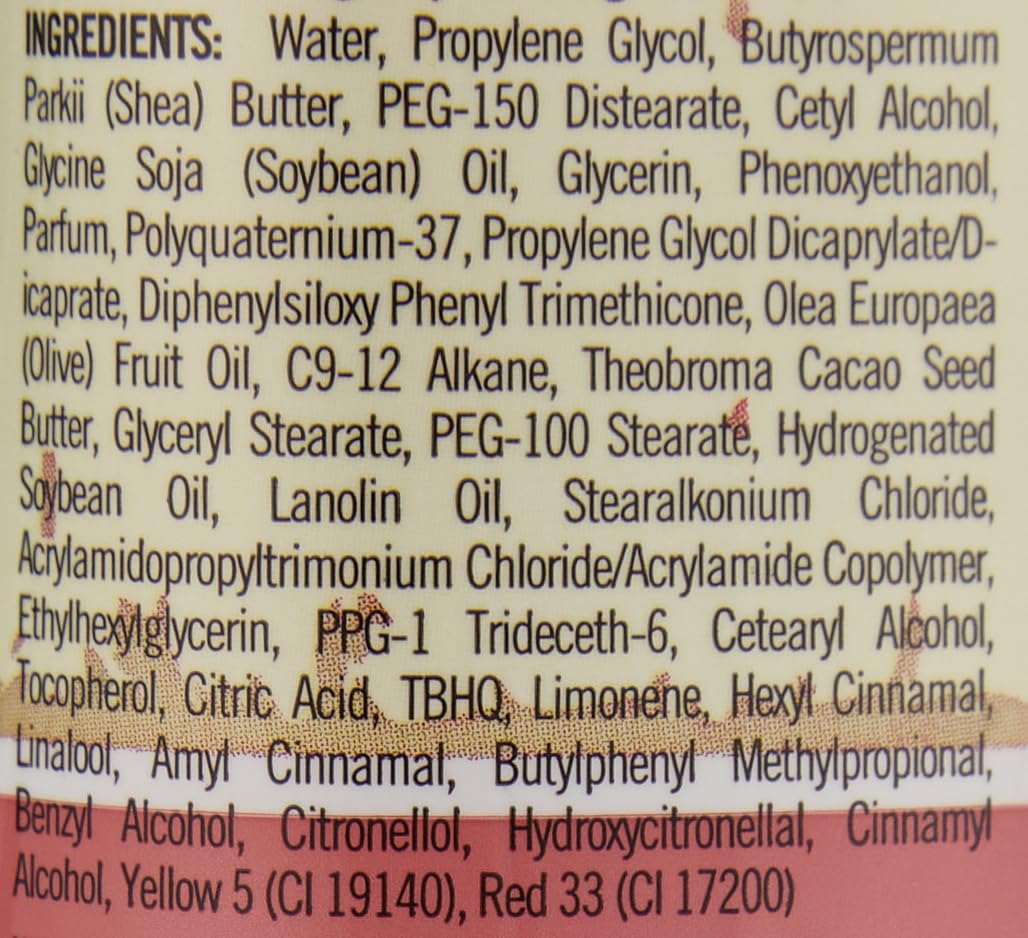 INGREDIENTS: Water, Propylene Glycol, Butyrospermum
Parkii (Shea) Butter, PEG-150 Distearate, Cetyl Alcohol,
Glycine Soja (Soybean) Oil, Glycerin, Phenoxyethanol,
Parfum, Polyquaternium-37, Propylene Glycol Dicaprylate/D-
icaprate, Diphenylsiloxy Phenyl Trimethicone, Olea Europaea
(Olive) Fruit Oil, C9-12 Alkane, Theobroma Cacao Seed
Butter, Glyceryl Stearate, PEG-100 Stearate, Hydrogenated
Soybean Oil, Lanolin Oil, Stearalkonium Chloride,
Acrylamidopropyltrimonium Chloride/Acrylamide Copolymer,
Ethylhexylglycerin, PPG-1 Trideceth-6, Cetearyl Alcohol,
Tocopherol, Citric Acid, TBHQ, Limonene, Hexyl Cinnamal,
Linalool, Amyl Cinnamal, Butylphenyl Methylpropional,
Benzyl Alcohol, Citronellol, Hydroxycitronellal, Cinnamyl
Alcohol, Yellow 5 (CI 19140), Red 33 (CI 17200)